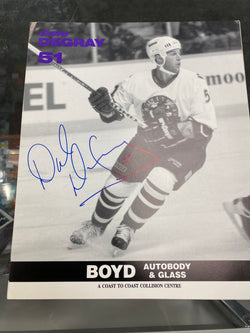 dale
DEGRAY
51
BOYD AUTOBODY
& GLASS
A COAST TO COAST COLLISION CENTRE